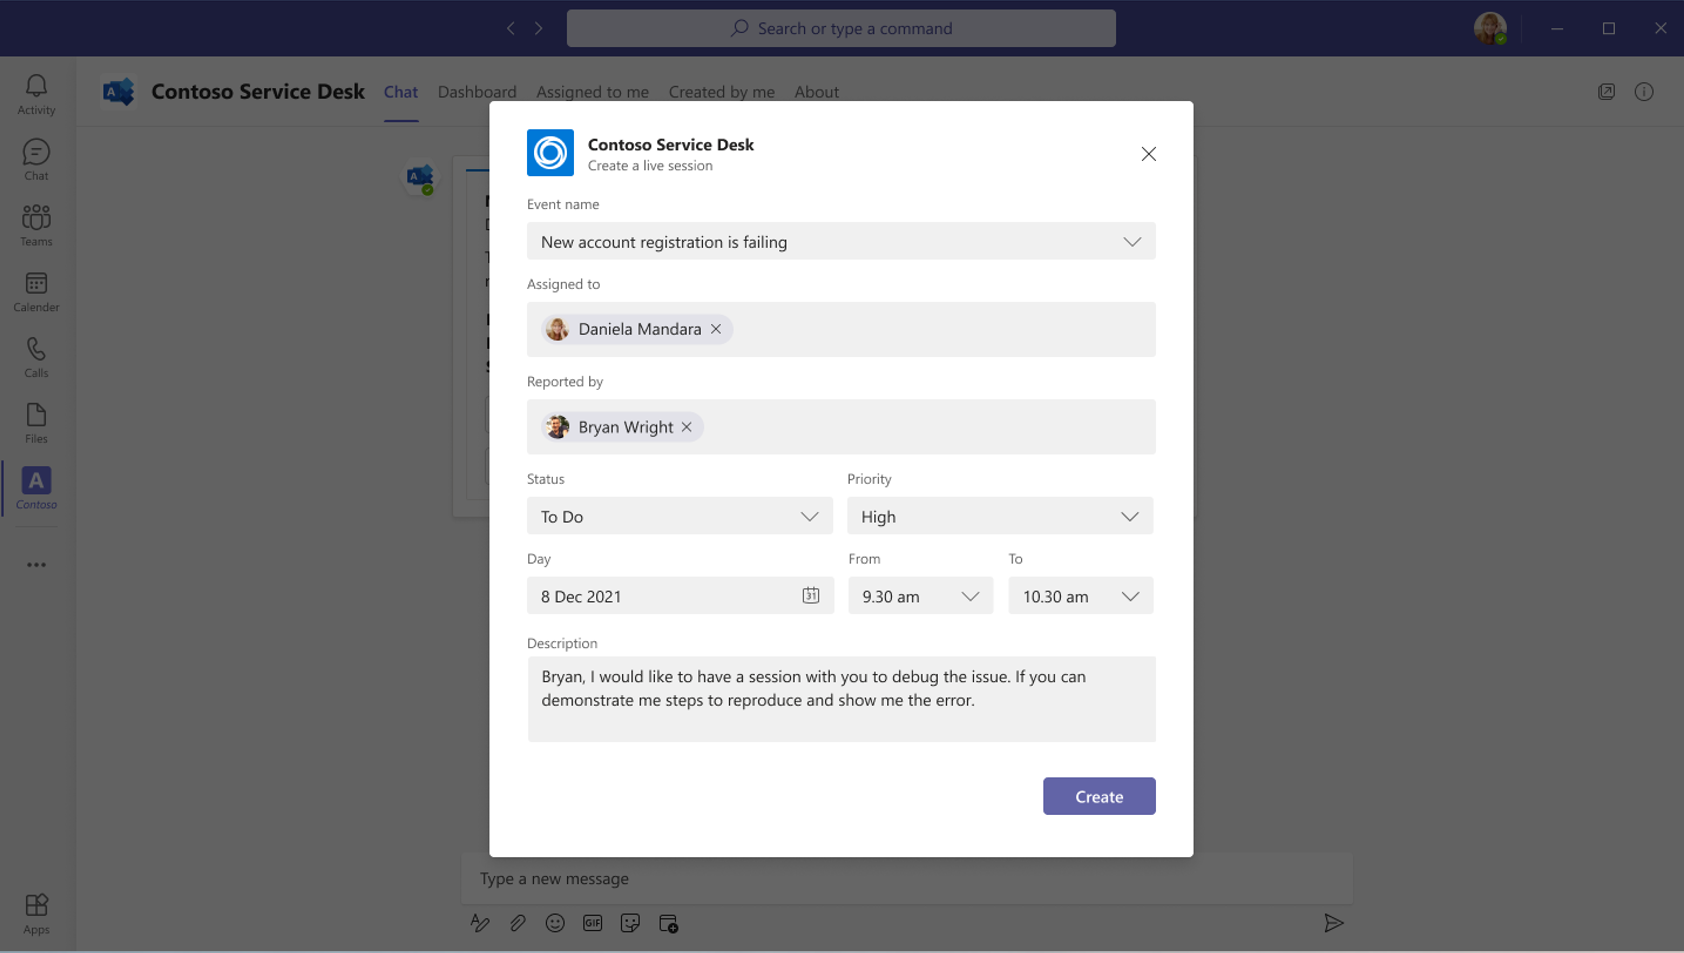 Search or type a command
Activity
Chat
Teams
Calender
Calls
Files
A
Contoso
Apps
A
Contoso Service Desk
Chat
Dashboard
Assigned to me
Created by me
About
A
Contoso Service Desk
Create a live session
Event name
New account registration is failing
Assigned to
Daniela Mandara
Reported by
Bryan Wright
Status
Priority
To Do
High
Day
From
To
8 Dec 2021
31
9.30 am
10.30 am
Description
Bryan, I would like to have a session with you to debug the issue. If you can
demonstrate me steps to reproduce and show me the error.
Create
Type a new message
GIF